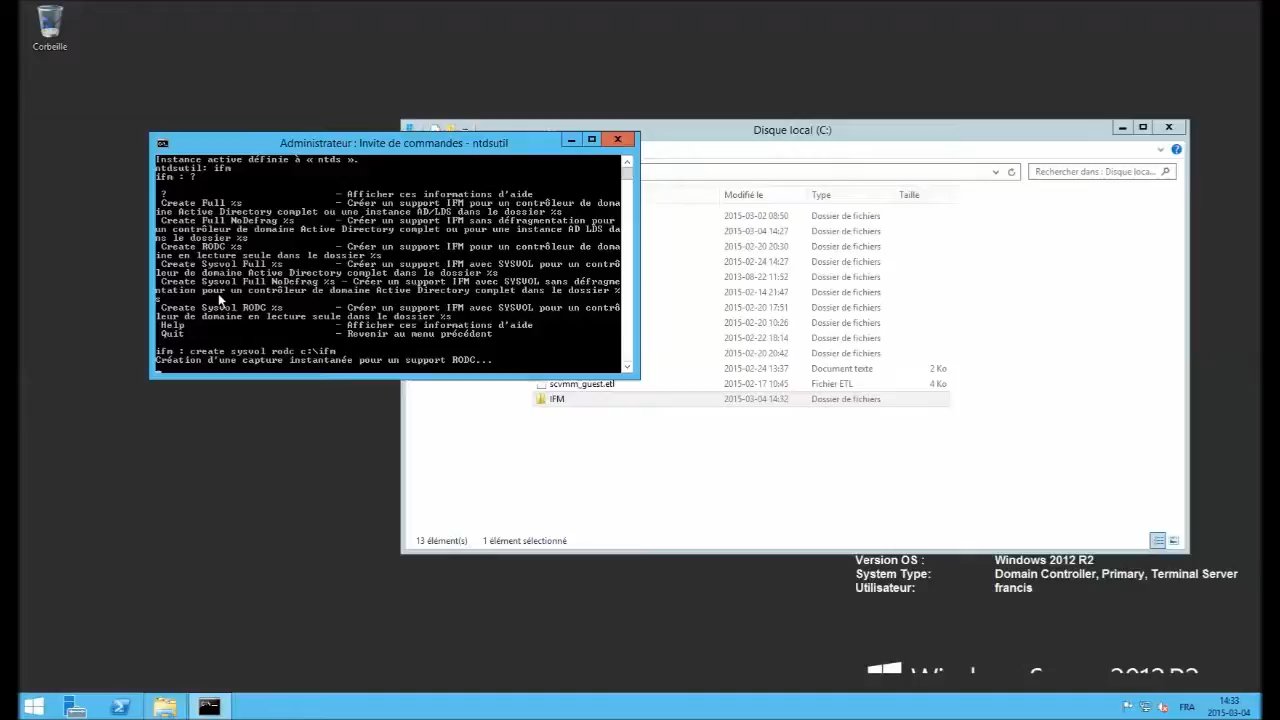 Corbeille
Disque local (C:)
Administrateur : Invite de commandes - ntdsutil
Instance active définie à « ntds ».
ntdsutil: ifm
ifm : ?
? – Afficher ces informations d'aide
Create Full %s – Créer un support IFM pour un contrôleur de doma
ine Active Directory complet ou une instance AD/LDS dans le dossier %s
Create Full NoDefrag %s – Créer un support IFM sans défragmentation pour
un contrôleur de domaine Active Directory complet ou pour une instance AD LDS da
ns le dossier %s
Create RODC %s – Créer un support IFM pour un contrôleur de doma
ine en lecture seule dans le dossier %s
Create Sysvol Full %s – Créer un support IFM avec SYSVOL pour un contrô
leur de domaine Active Directory complet dans le dossier %s
Create Sysvol Full NoDefrag %s – Créer un support IFM avec SYSVOL sans défragme
ntation pour un contrôleur de domaine Active Directory complet dans le dossier %
s
Create Sysvol RODC %s – Créer un support IFM avec SYSVOL pour un contrô
leur de domaine en lecture seule dans le dossier %s
Help – Afficher ces informations d'aide
Quit – Revenir au menu précédent
ifm : create sysvol rodc c:\ifm
Création d'une capture instantanée pour un support RODC...
Rechercher dans : Disque loca...
Modifié le Type Taille
2015-03-02 08:50 Dossier de fichiers
2015-03-04 14:27 Dossier de fichiers
2015-02-20 20:30 Dossier de fichiers
2015-02-24 14:27 Dossier de fichiers
2013-08-22 11:52 Dossier de fichiers
2015-02-14 21:47 Dossier de fichiers
2015-02-20 17:51 Dossier de fichiers
2015-02-20 10:26 Dossier de fichiers
2015-02-14 22:38 Dossier de fichiers
2015-02-20 20:42 Dossier de fichiers
2015-02-24 13:37 Document texte 2 Ko
scvmm_guest.etl 2015-02-17 10:45 Fichier ETL 4 Ko
IFM 2015-03-04 14:32 Dossier de fichiers
13 élément(s) 1 élément sélectionné
Version OS : Windows 2012 R2
System Type: Domain Controller, Primary, Terminal Server
Utilisateur: francis
2012 R2
FRA
14:33
2015-03-04